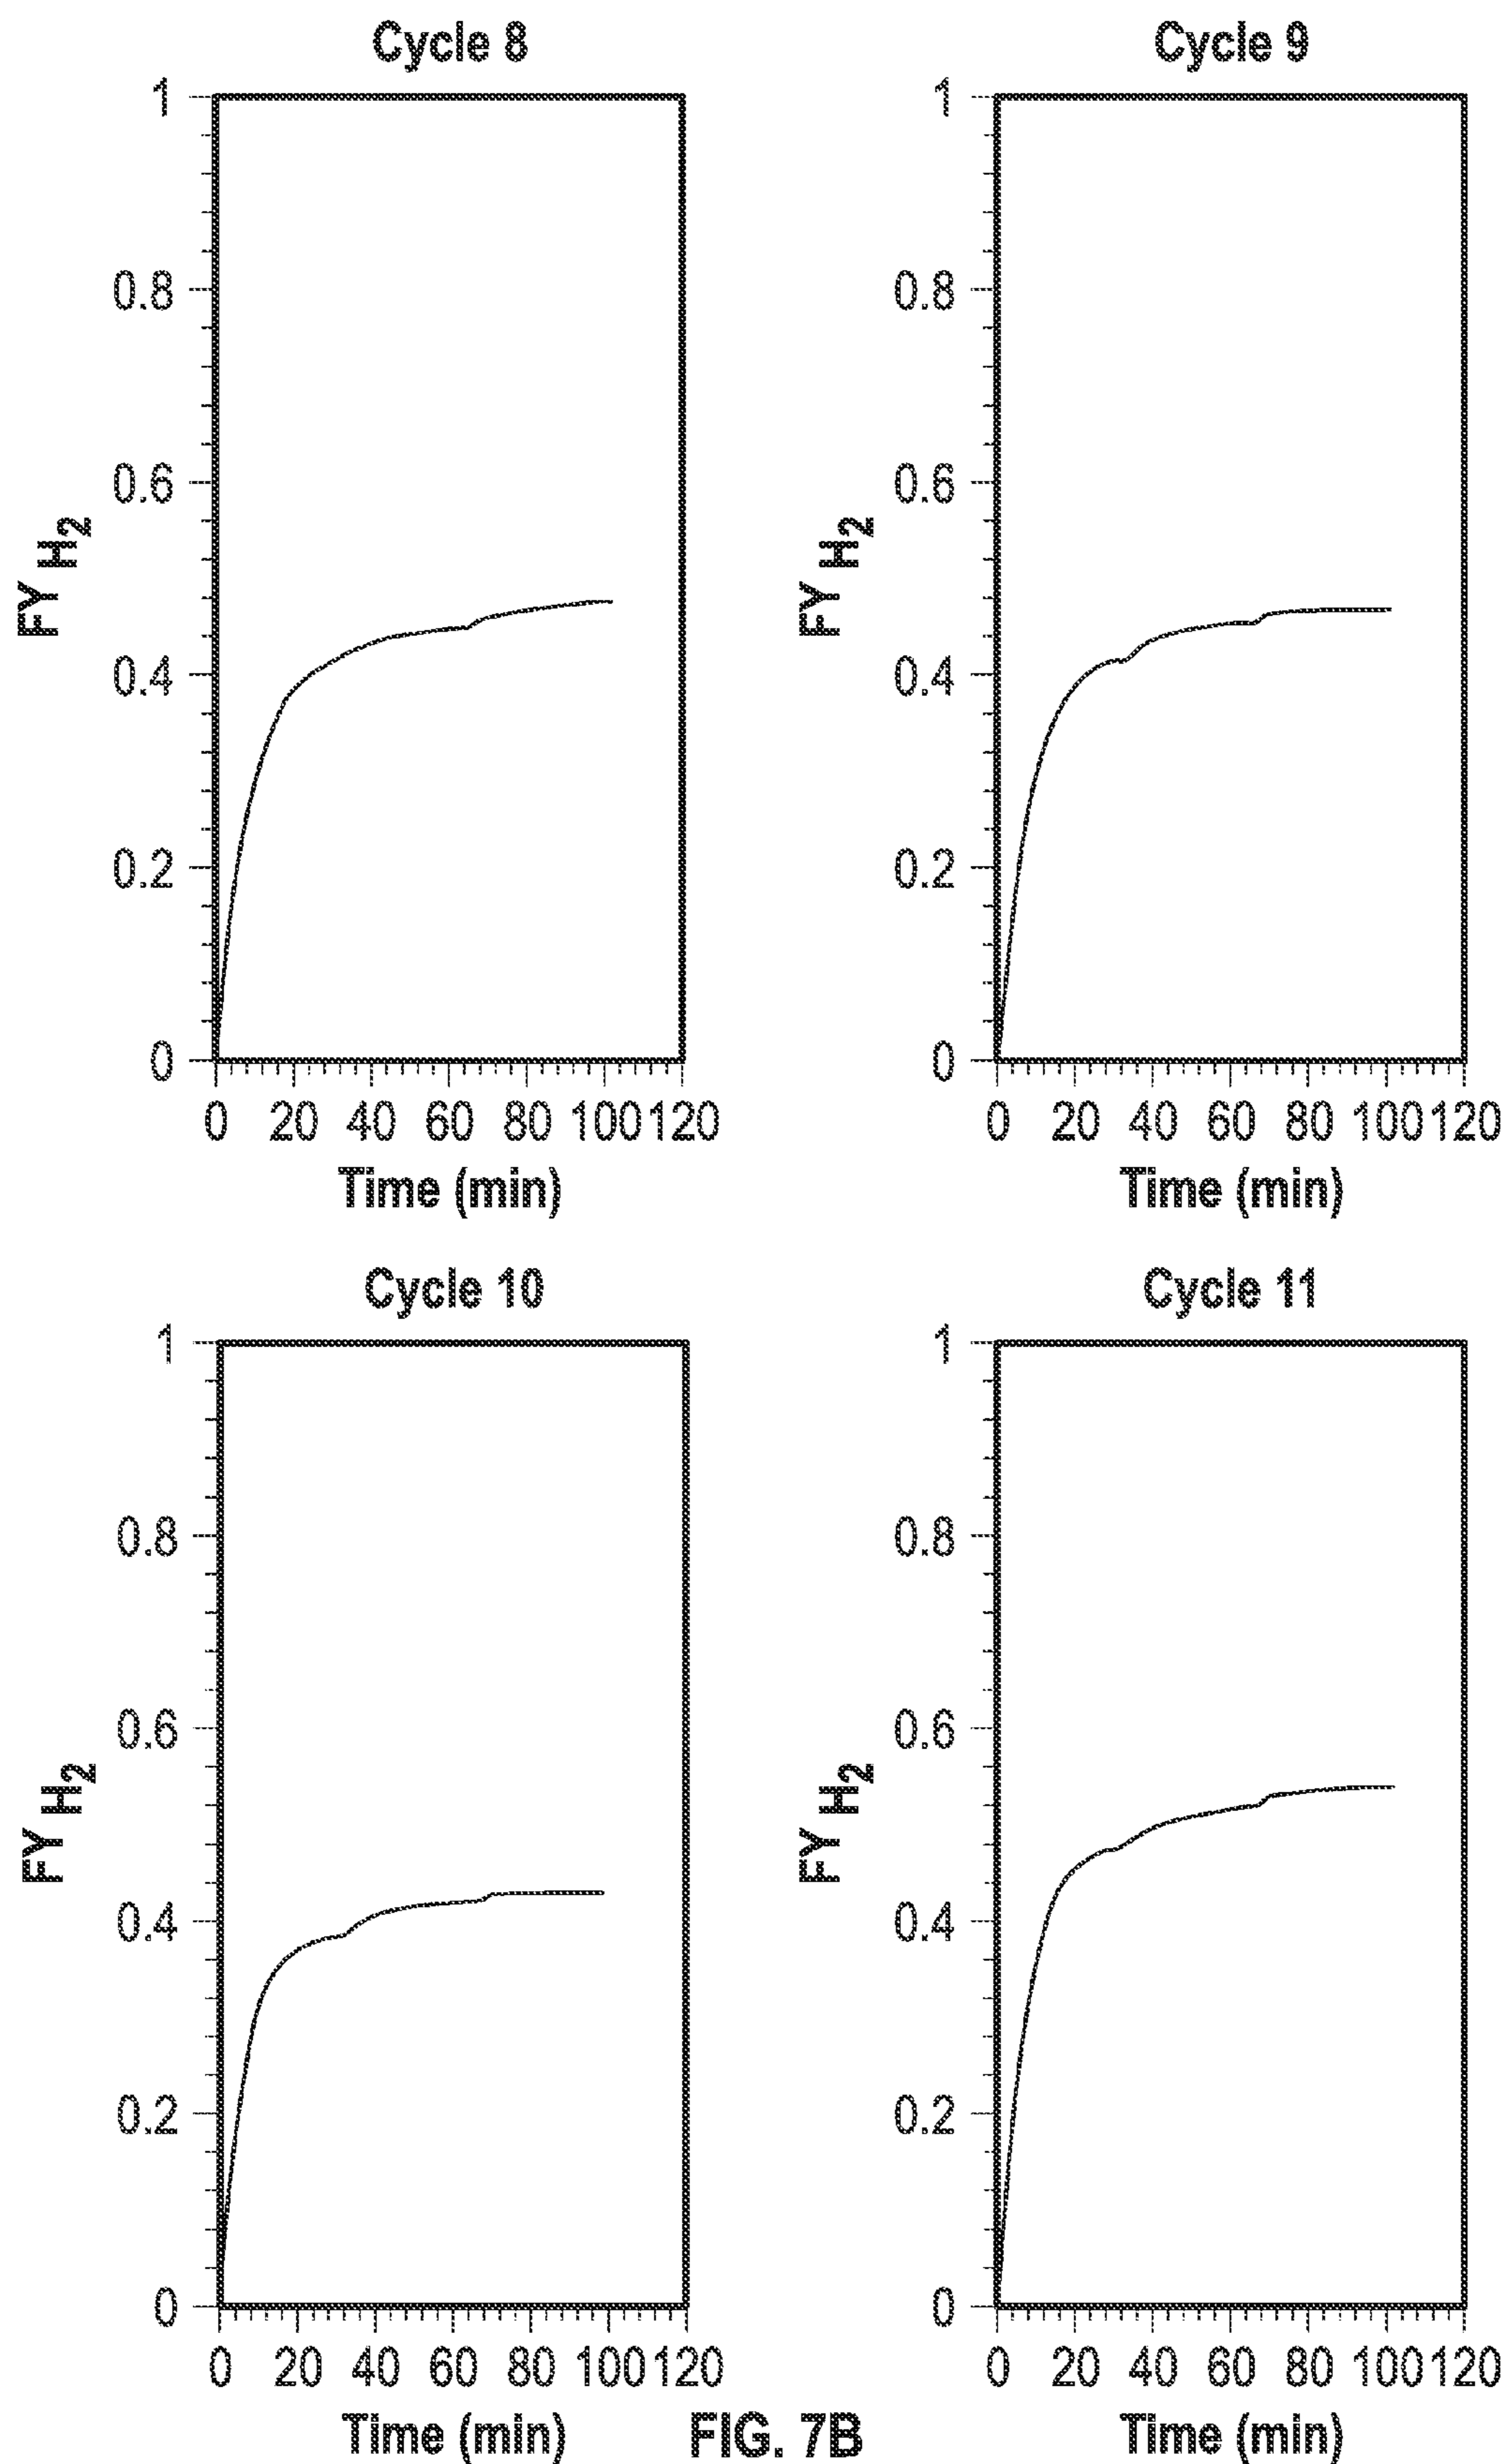 Cycle 8
1
0.8
0.6
0.4
0.2
0
FY H2
0 20 40 60 80 100 120
Time (min)
Cycle 9
1
0.8
0.6
0.4
0.2
0
FY H2
0 20 40 60 80 100 120
Time (min)
Cycle 10
1
0.8
0.6
0.4
0.2
0
FY H2
0 20 40 60 80 100 120
Time (min)
Cycle 11
1
0.8
0.6
0.4
0.2
0
FY H2
0 20 40 60 80 100 120
Time (min)
FIG. 7B